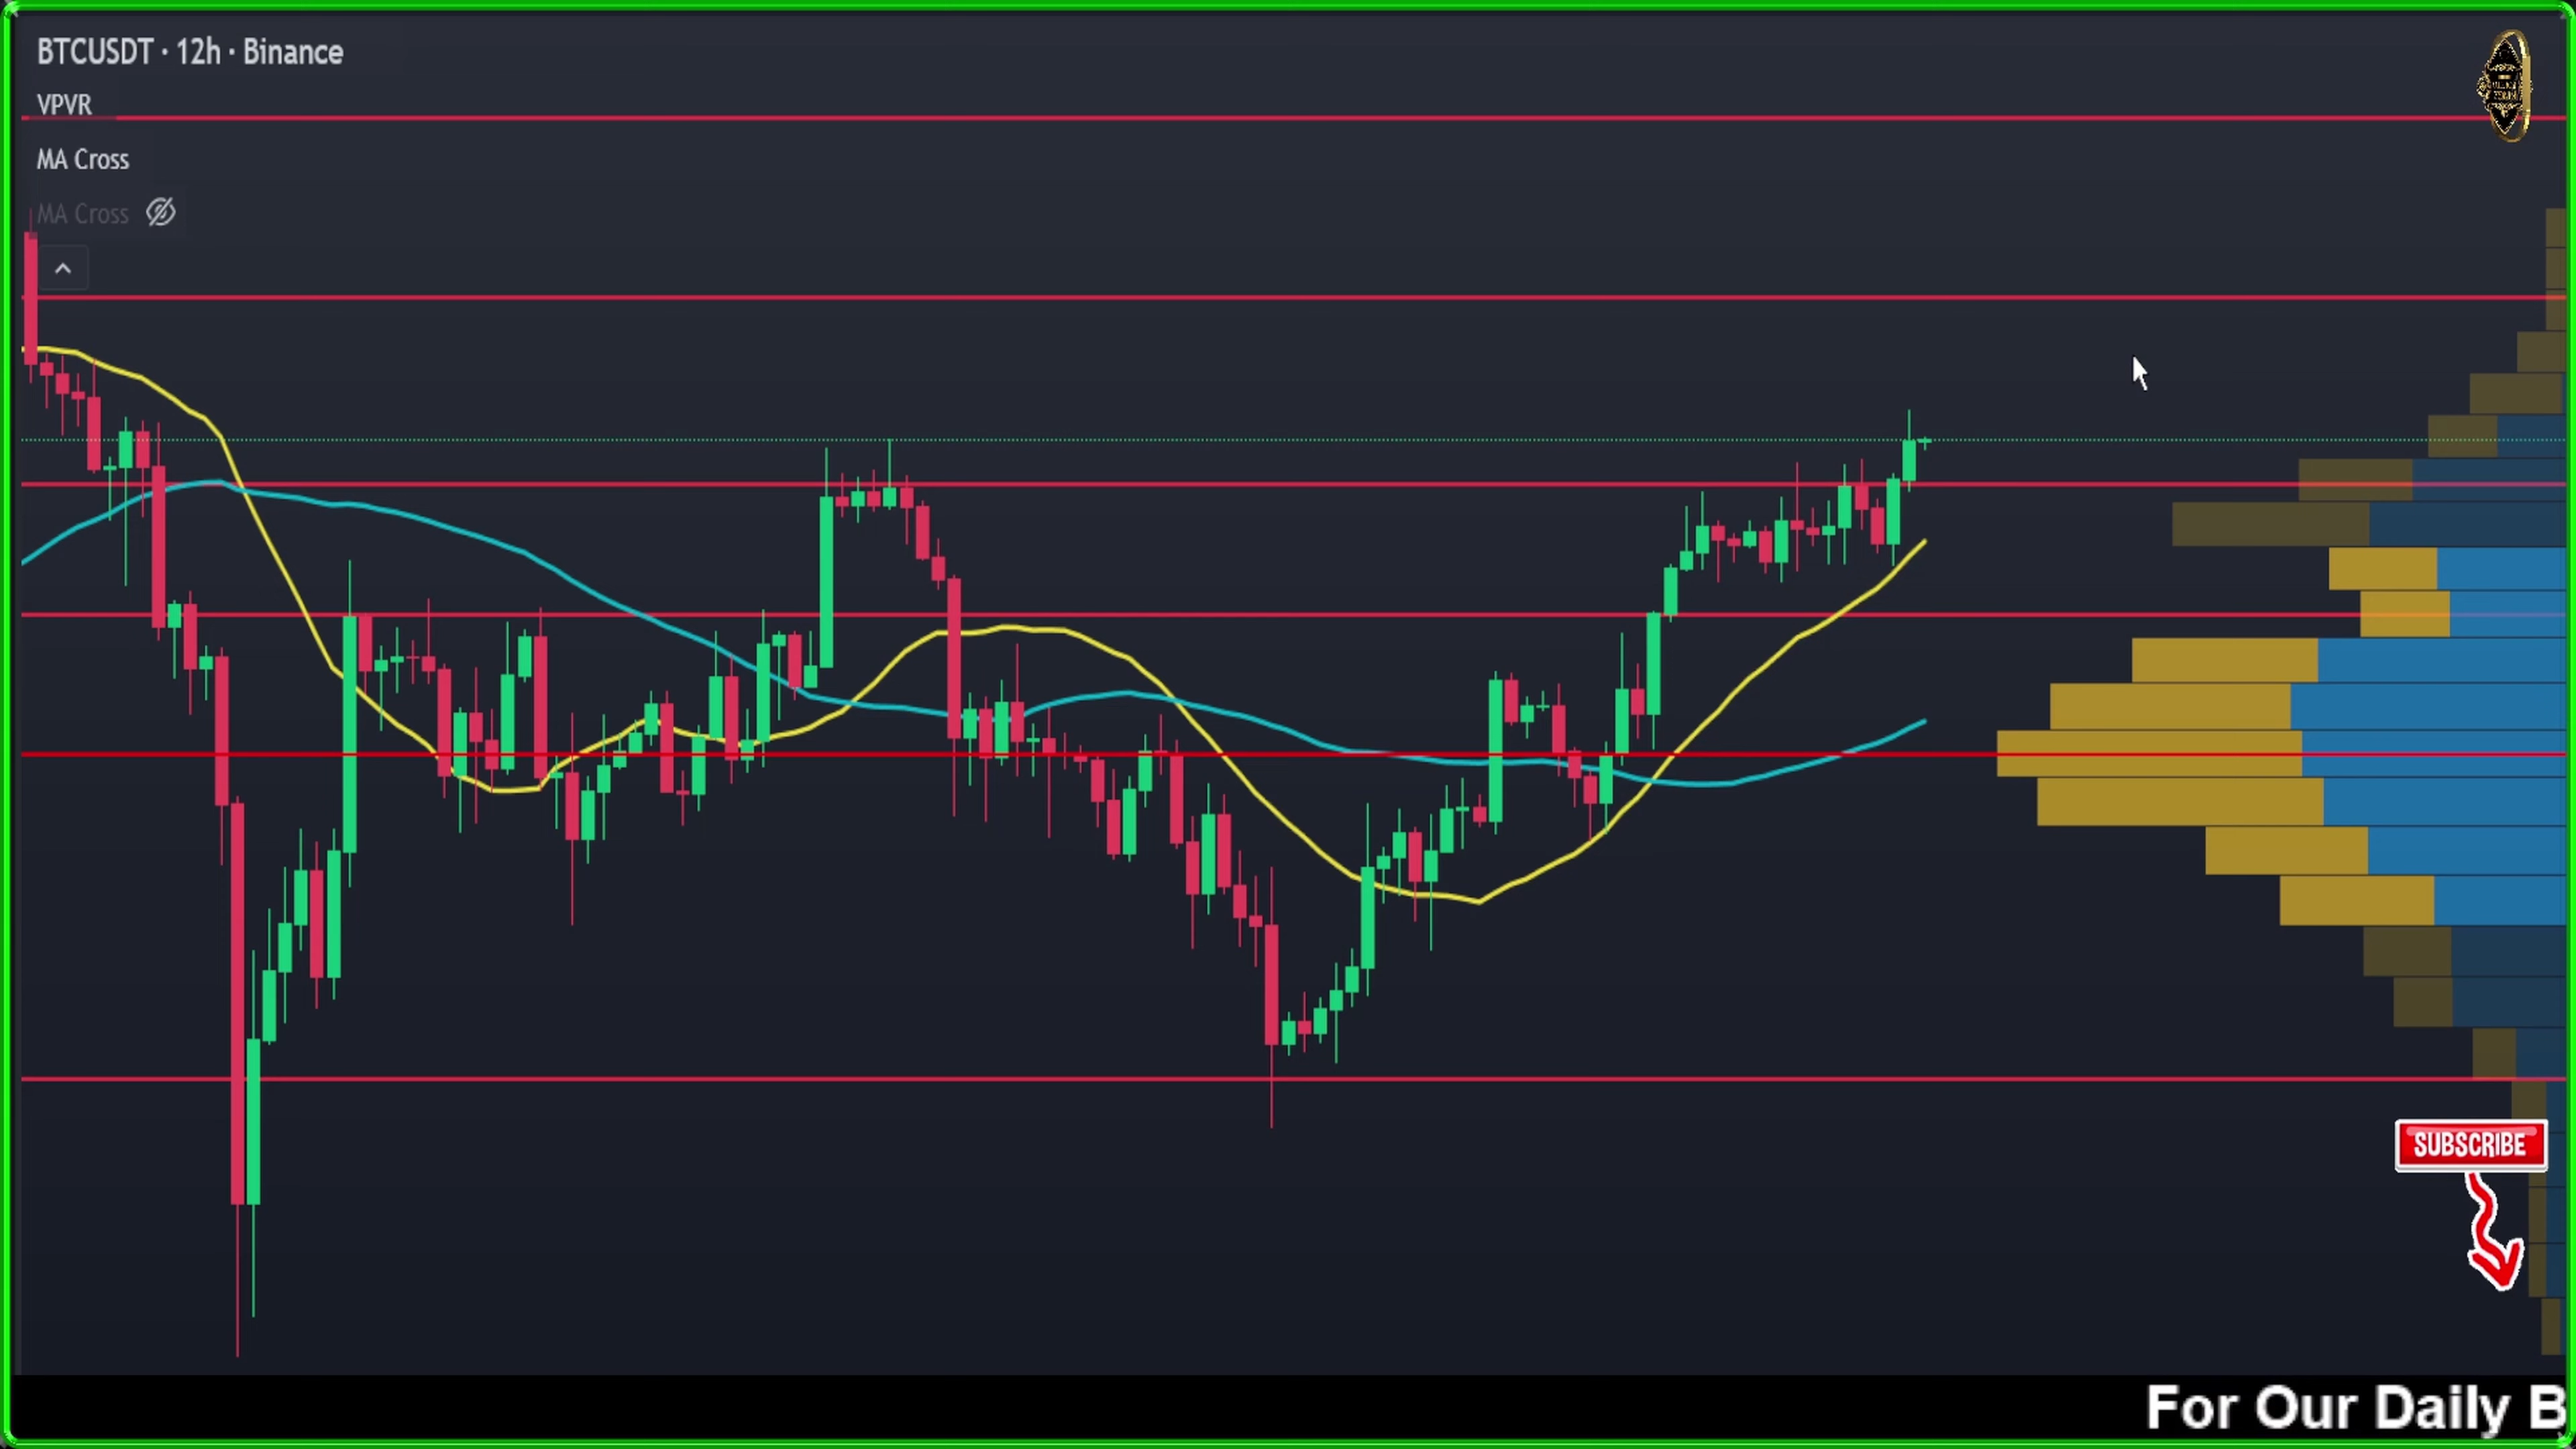 BTCUSDT · 12h · Binance
VPVR
MA Cross
MA Cross
SUBSCRIBE
For Our Daily B